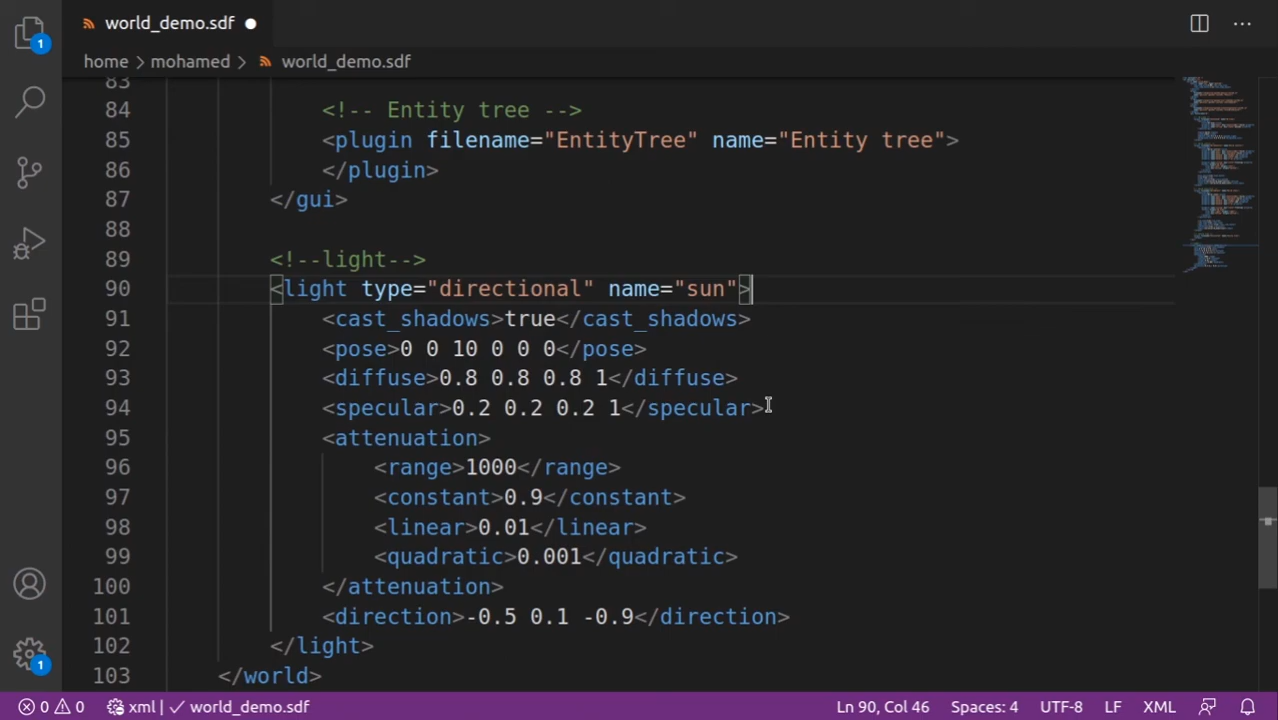 world_demo.sdf
home > mohamed > world_demo.sdf
83
84 <!-- Entity tree -->
85 <plugin filename="EntityTree" name="Entity tree">
86 </plugin>
87 </gui>
88
89 <!--light-->
90 <light type="directional" name="sun">
91 <cast_shadows>true</cast_shadows>
92 <pose>0 0 10 0 0 0</pose>
93 <diffuse>0.8 0.8 0.8 1</diffuse>
94 <specular>0.2 0.2 0.2 1</specular>
95 <attenuation>
96 <range>1000</range>
97 <constant>0.9</constant>
98 <linear>0.01</linear>
99 <quadratic>0.001</quadratic>
100 </attenuation>
101 <direction>-0.5 0.1 -0.9</direction>
102 </light>
103 </world>
1
1
0 0 xml | ✓ world_demo.sdf Ln 90, Col 46 Spaces: 4 UTF-8 LF XML